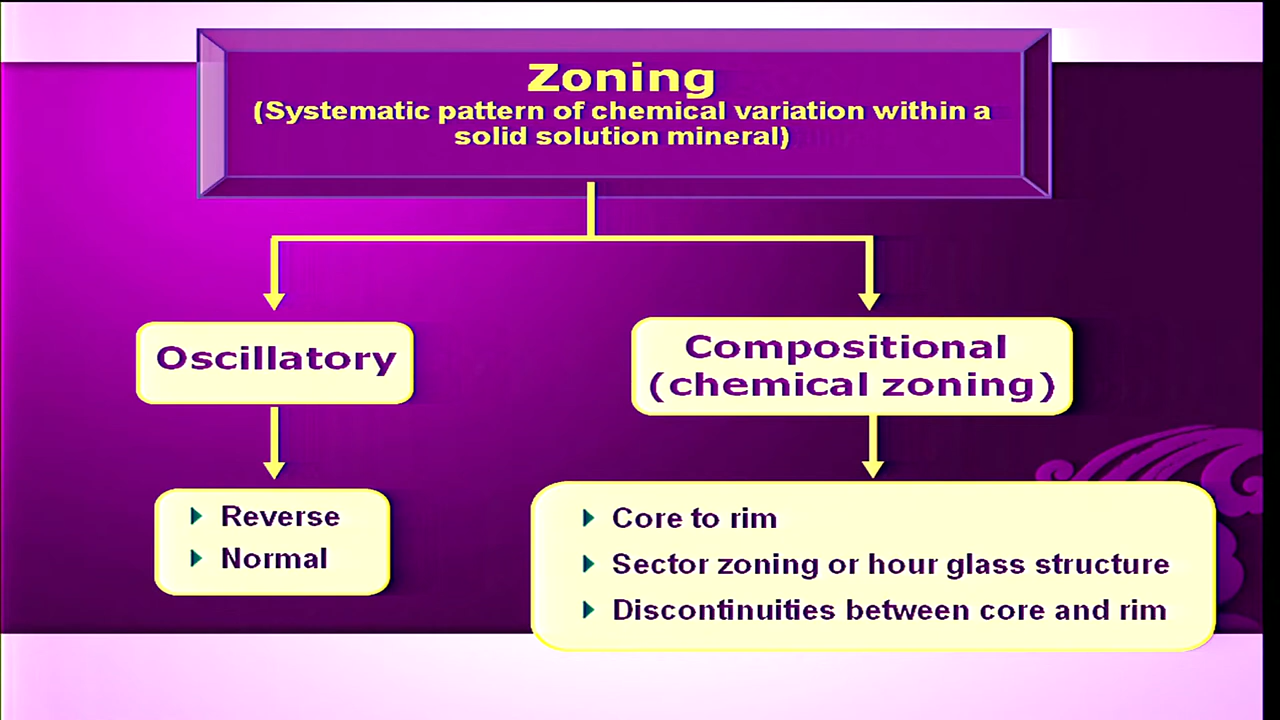 Zoning
(Systematic pattern of chemical variation within a
solid solution mineral)
Oscillatory
Compositional
(chemical zoning)
Reverse
Normal
Core to rim
Sector zoning or hour glass structure
Discontinuities between core and rim